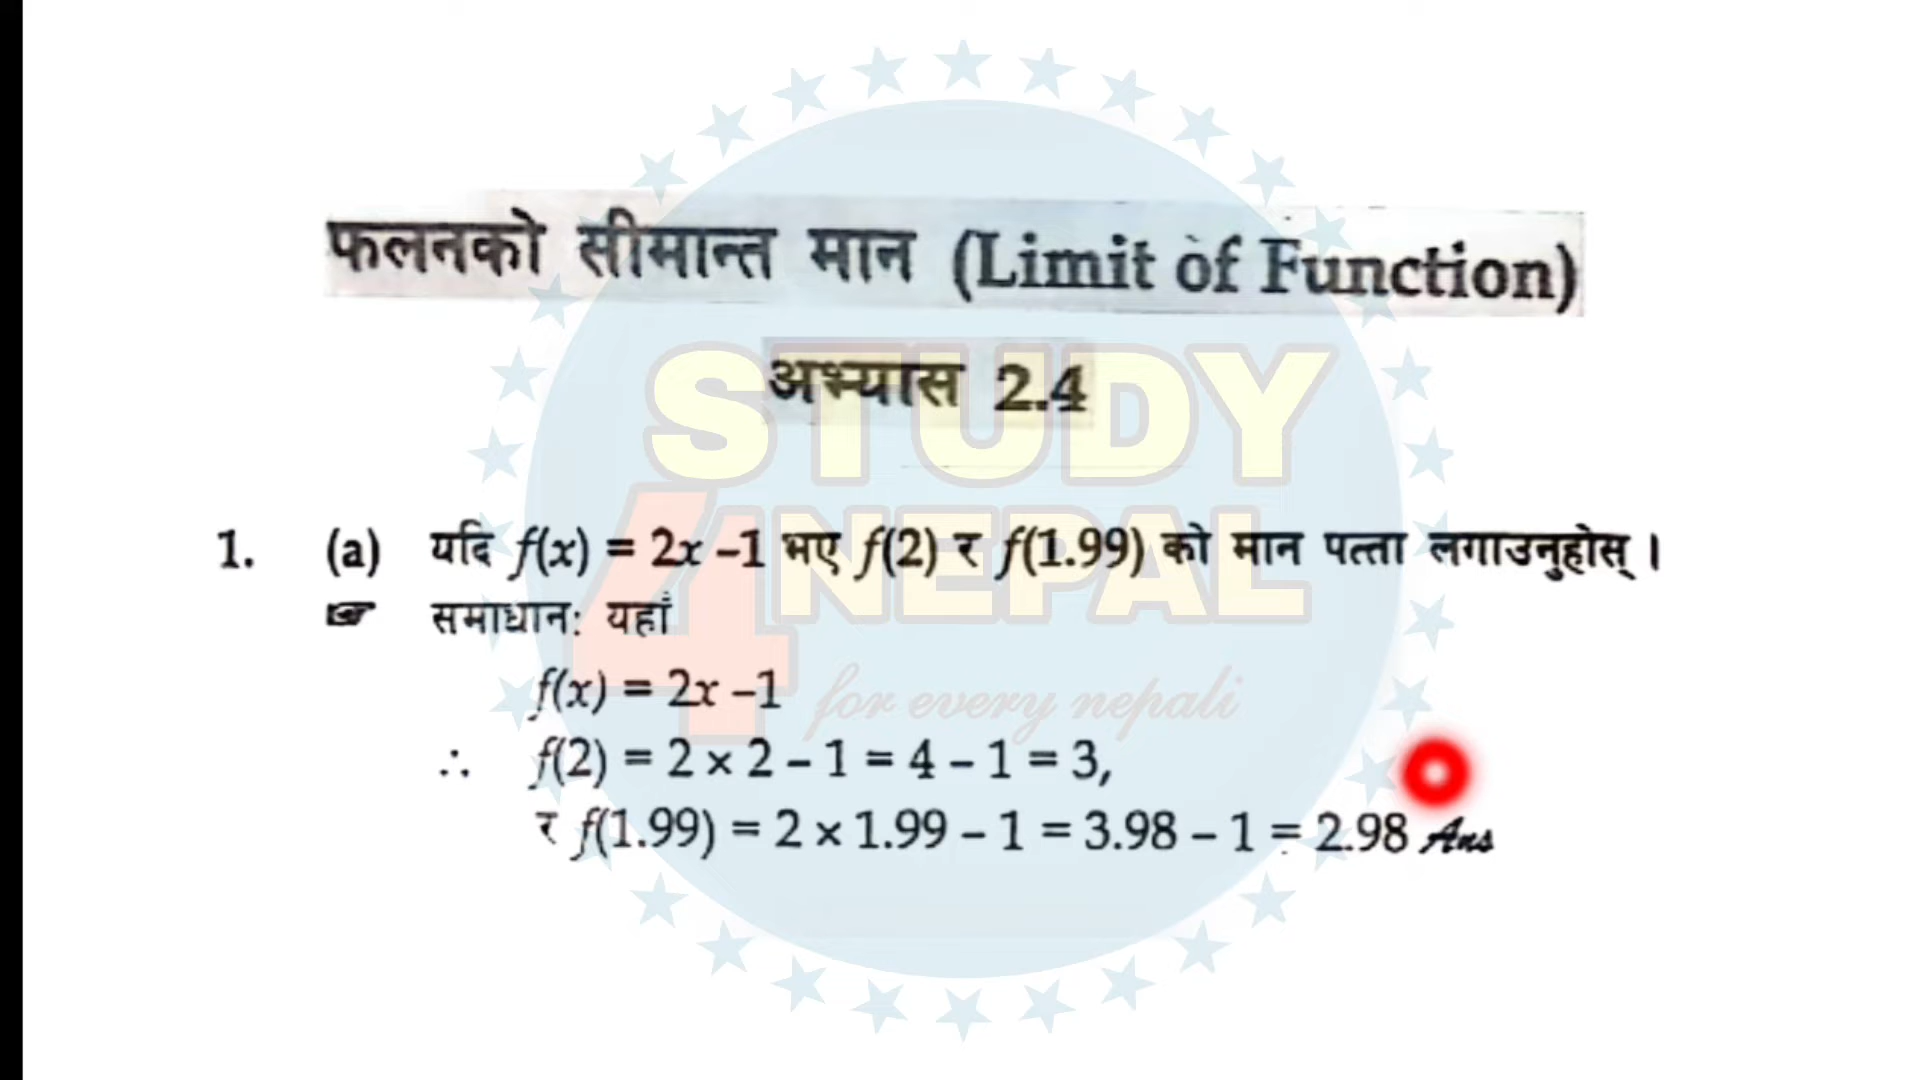 फलनको सीमान्त मान (Limit of Function)
अभ्यास 2.4
STUDY
4 NEPAL
for every nepali
1. (a) यदि f(x) = 2x –1 भए f(2) र f(1.99) को मान पत्ता लगाउनुहोस् ।
☞ समाधान: यहाँ
f(x) = 2x –1
∴ f(2) = 2 × 2 – 1 = 4 – 1 = 3,
र f(1.99) = 2 × 1.99 – 1 = 3.98 – 1 = 2.98 Ans